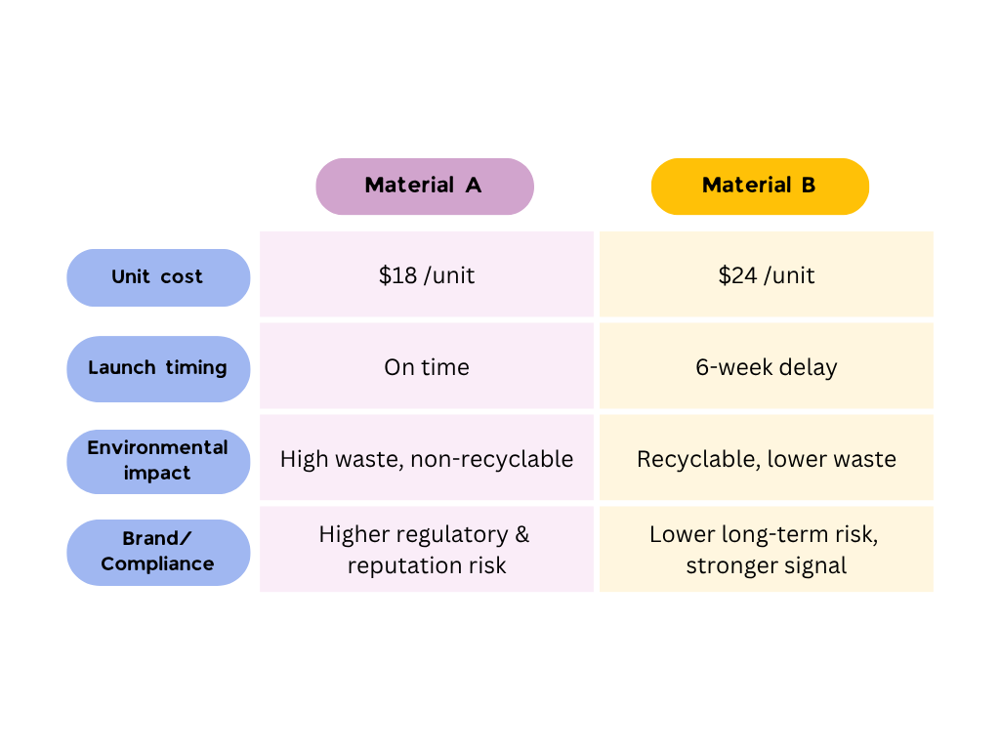 Material A
Material B
Unit cost
$18 /unit
$24 /unit
Launch timing
On time
6-week delay
Environmental
impact
High waste, non-recyclable
Recyclable, lower waste
Brand/
Compliance
Higher regulatory &
reputation risk
Lower long-term risk,
stronger signal